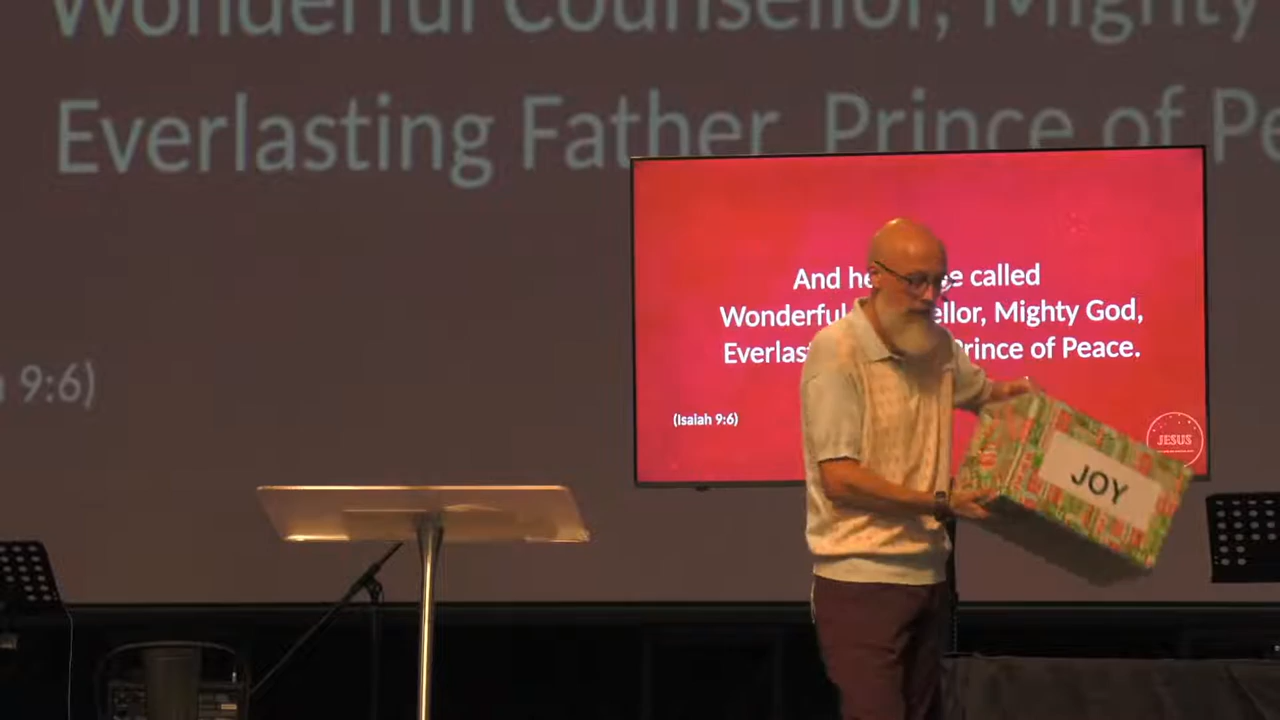 Wonderful Counsellor, Mighty
Everlasting Father, Prince of Pe
9:6)
And he be called
Wonderful ellor, Mighty God,
Everlas Prince of Peace.
(Isaiah 9:6)
JESUS
JOY